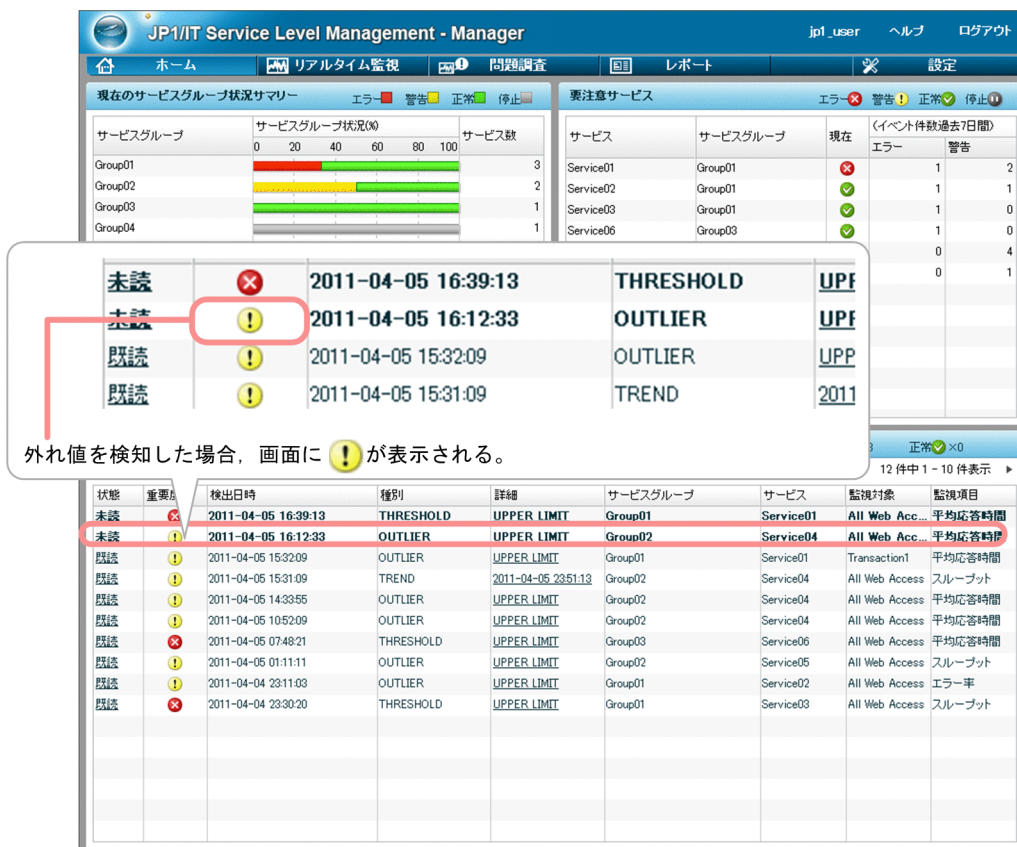 JP1/IT Service Level Management - Manager jp1_user ヘルプ ログアウト
ホーム リアルタイム監視 問題調査 レポート 設定
現在のサービスグループ状況サマリー エラー 警告 正常 停止
サービスグループ サービスグループ状況(%) サービス数
0 20 40 60 80 100
Group01 3
Group02 2
Group03 1
Group04 1
要注意サービス エラー 警告 正常 停止
サービス サービスグループ 現在 (イベント件数過去7日間)
エラー 警告
Service01 Group01 1 2
Service02 Group01 1 1
Service03 Group01 1 0
Service06 Group03 1 0
0 4
0 1
未読 2011-04-05 16:39:13 THRESHOLD
未読 2011-04-05 16:12:33 OUTLIER
既読 2011-04-05 15:32:09 OUTLIER UPP
既読 2011-04-05 15:31:09 TREND 2011
外れ値を検知した場合，画面に が表示される。
正常 ×0
12 件中 1 - 10 件表示
状態 重要度 検出日時 種別 詳細 サービスグループ サービス 監視対象 監視項目
未読 2011-04-05 16:39:13 THRESHOLD UPPER LIMIT Group01 Service01 All Web Acc... 平均応答時間
未読 2011-04-05 16:12:33 OUTLIER UPPER LIMIT Group02 Service04 All Web Acc... 平均応答時間
既読 2011-04-05 15:32:09 OUTLIER UPPER LIMIT Group01 Service01 Transaction1 平均応答時間
既読 2011-04-05 15:31:09 TREND 2011-04-05 23:51:13 Group02 Service04 All Web Access スループット
既読 2011-04-05 14:33:55 OUTLIER UPPER LIMIT Group02 Service04 All Web Access 平均応答時間
既読 2011-04-05 10:52:09 OUTLIER UPPER LIMIT Group02 Service04 All Web Access 平均応答時間
既読 2011-04-05 07:48:21 THRESHOLD UPPER LIMIT Group03 Service06 All Web Access 平均応答時間
既読 2011-04-05 01:11:11 OUTLIER UPPER LIMIT Group02 Service05 All Web Access スループット
既読 2011-04-04 23:11:03 OUTLIER UPPER LIMIT Group01 Service02 All Web Access エラー率
既読 2011-04-04 23:30:20 THRESHOLD UPPER LIMIT Group01 Service03 All Web Access スループット